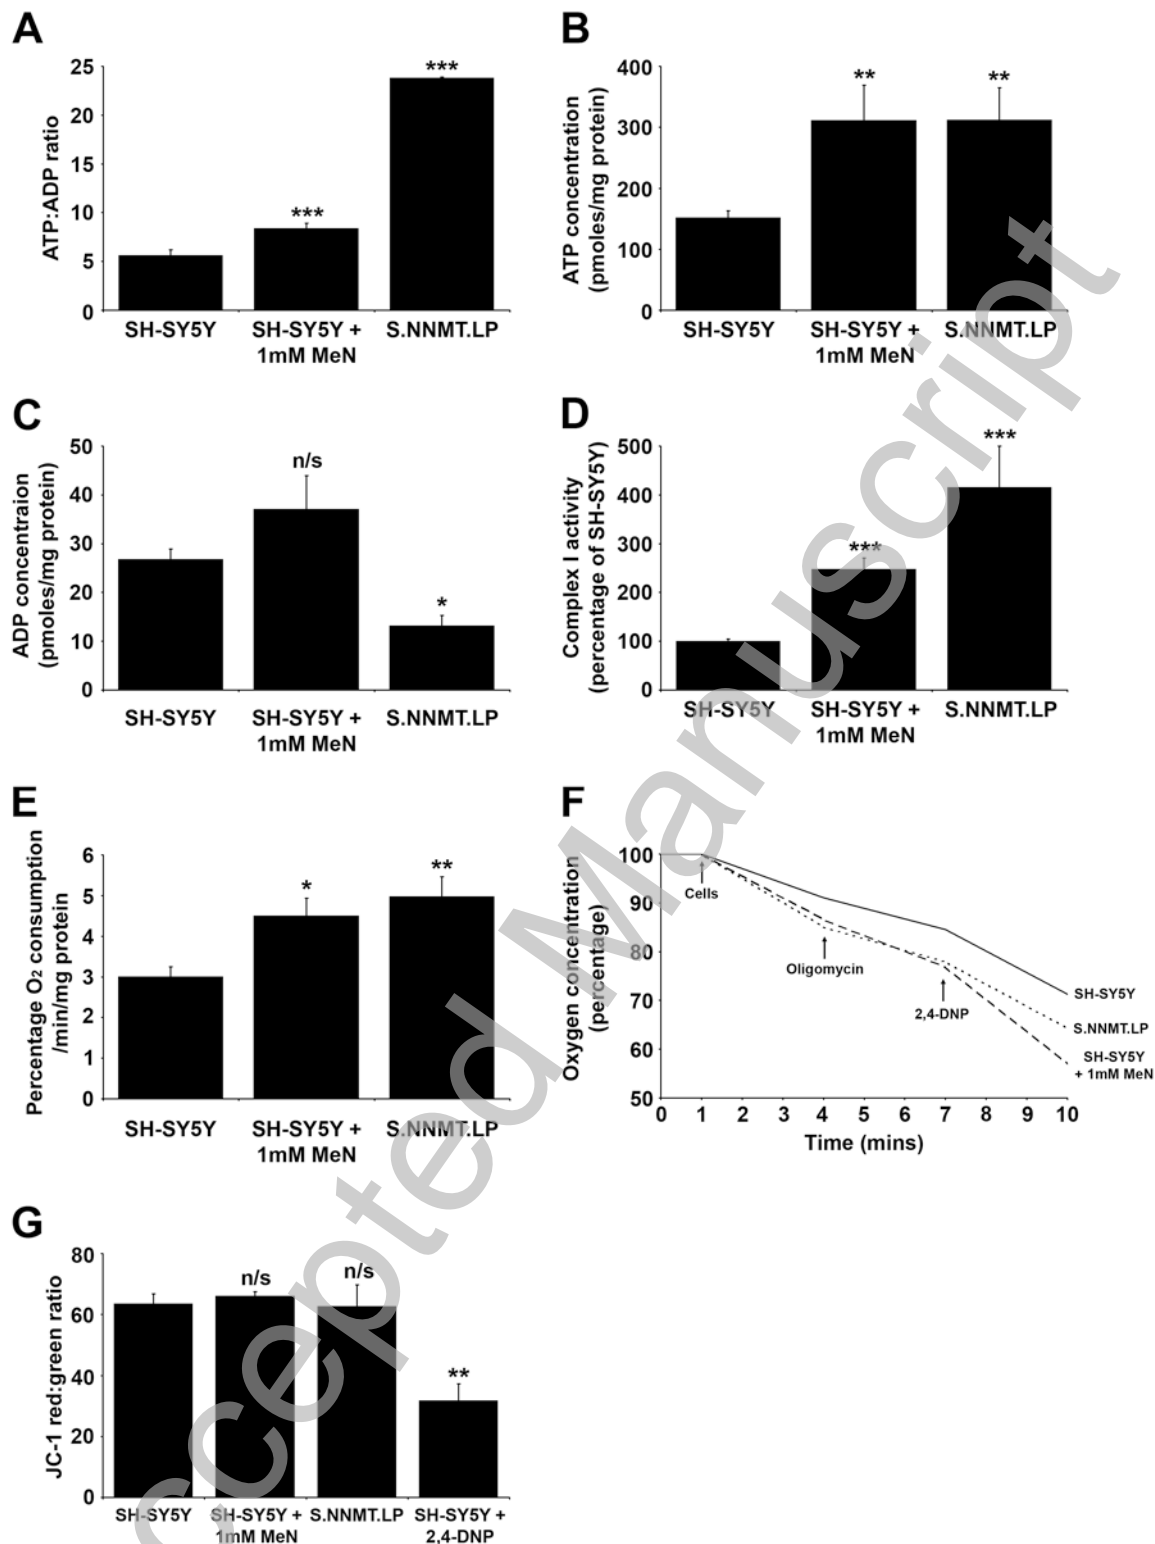 A
ATP:ADP ratio
25
20
15
10
5
0
***
***
SH-SY5Y
SH-SY5Y +
1mM MeN
S.NNMT.LP
B
ATP concentration
(pmoles/mg protein)
400
300
200
100
0
**
**
SH-SY5Y
SH-SY5Y +
1mM MeN
S.NNMT.LP
C
ADP concentraion
(pmoles/mg protein)
50
40
30
20
10
0
n/s
*
SH-SY5Y
SH-SY5Y +
1mM MeN
S.NNMT.LP
D
Complex I activity
(percentage of SH-SY5Y)
500
400
300
200
100
0
***
***
SH-SY5Y
SH-SY5Y +
1mM MeN
S.NNMT.LP
E
Percentage O₂ consumption
/min/mg protein
6
5
4
3
2
1
0
*
**
SH-SY5Y
SH-SY5Y +
1mM MeN
S.NNMT.LP
F
Oxygen concentration
(percentage)
100
90
80
70
60
50
Cells
Oligomycin
2,4-DNP
SH-SY5Y
S.NNMT.LP
SH-SY5Y
+ 1mM MeN
0 1 2 3 4 5 6 7 8 9 10
Time (mins)
G
JC-1 red:green ratio
80
60
40
20
0
n/s
n/s
**
SH-SY5Y
SH-SY5Y +
1mM MeN
S.NNMT.LP
SH-SY5Y +
2,4-DNP
ccepted Manuscript